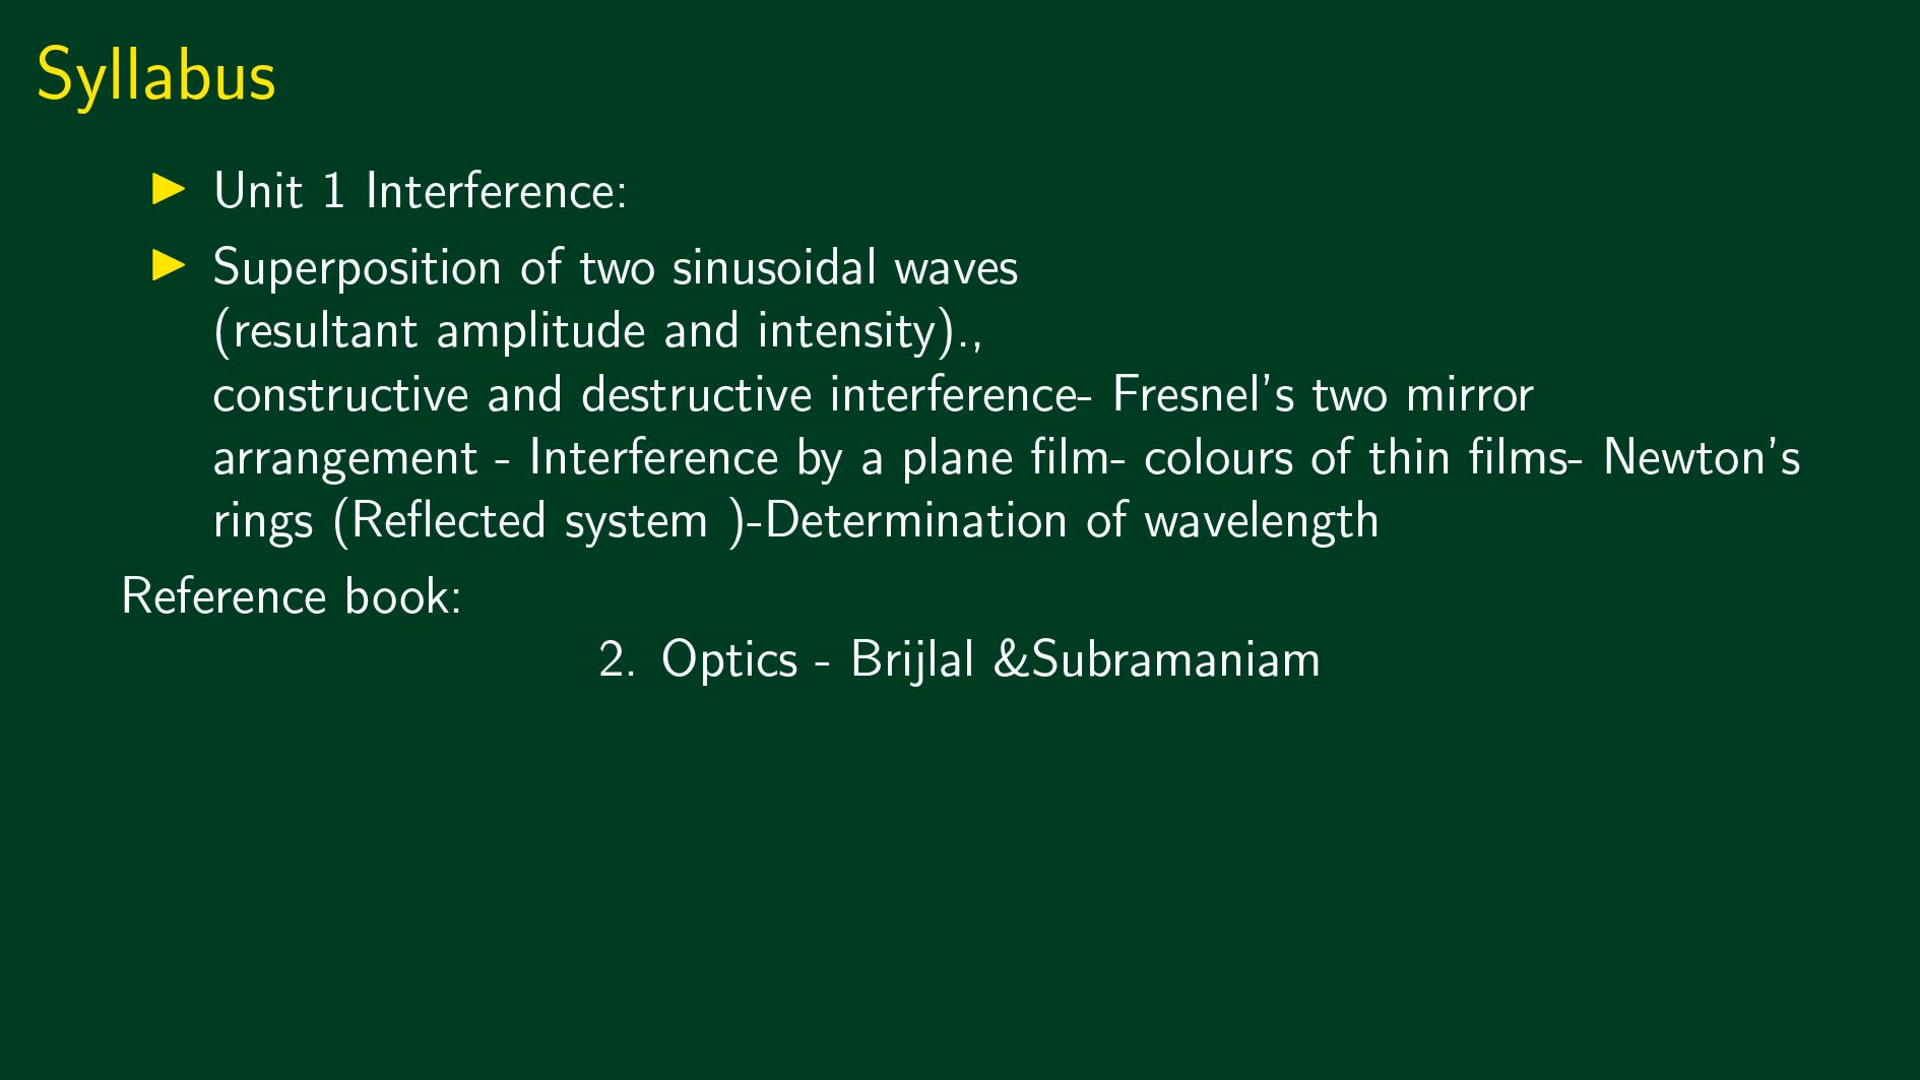 Syllabus
Unit 1 Interference:
Superposition of two sinusoidal waves
(resultant amplitude and intensity).,
constructive and destructive interference- Fresnel's two mirror
arrangement - Interference by a plane film- colours of thin films- Newton's
rings (Reflected system )-Determination of wavelength
Reference book:
2. Optics - Brijlal &Subramaniam